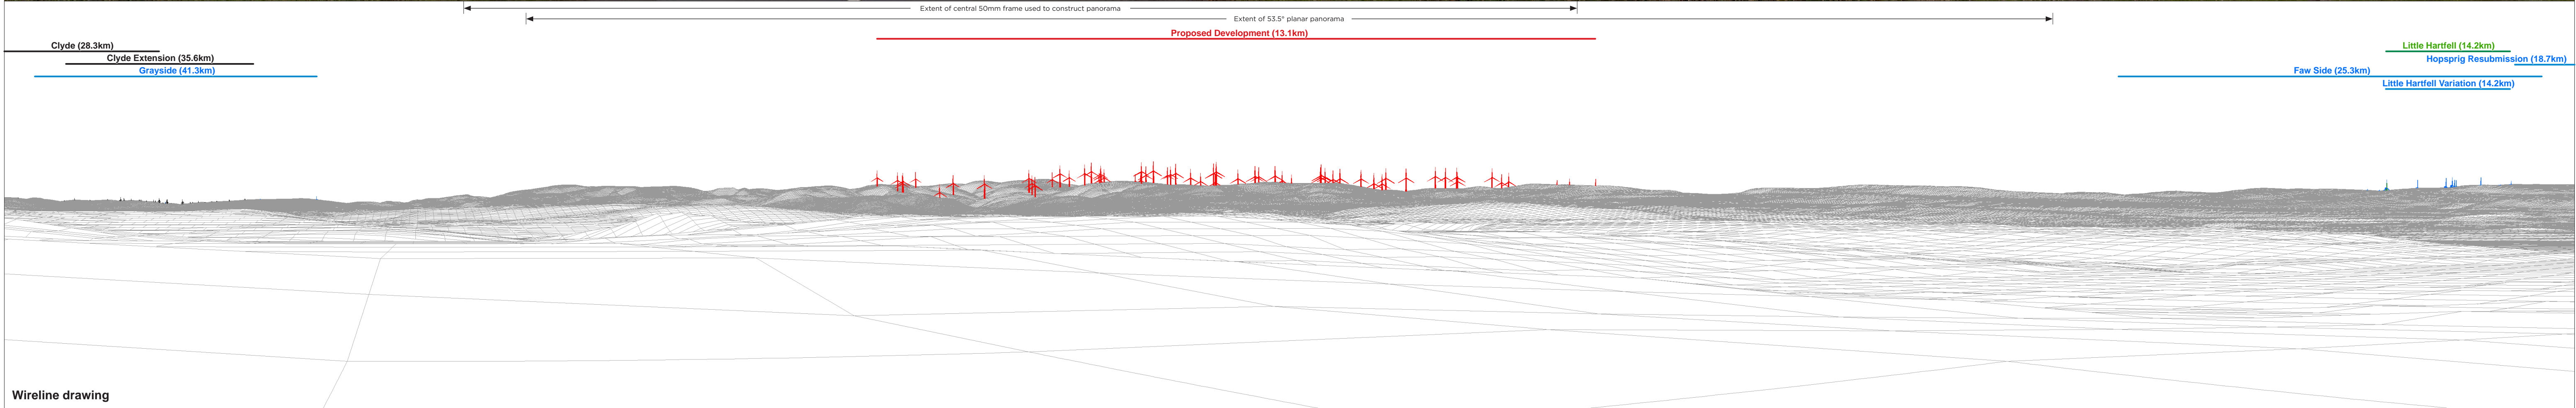 Extent of central 50mm frame used to construct panorama
Extent of 53.5° planar panorama
Proposed Development (13.1km)
Clyde (28.3km)
Little Hartfell (14.2km)
Clyde Extension (35.6km)
Hopsprig Resubmission (18.7km)
Grayside (41.3km)
Faw Side (25.3km)
Little Hartfell Variation (14.2km)
Wireline drawing